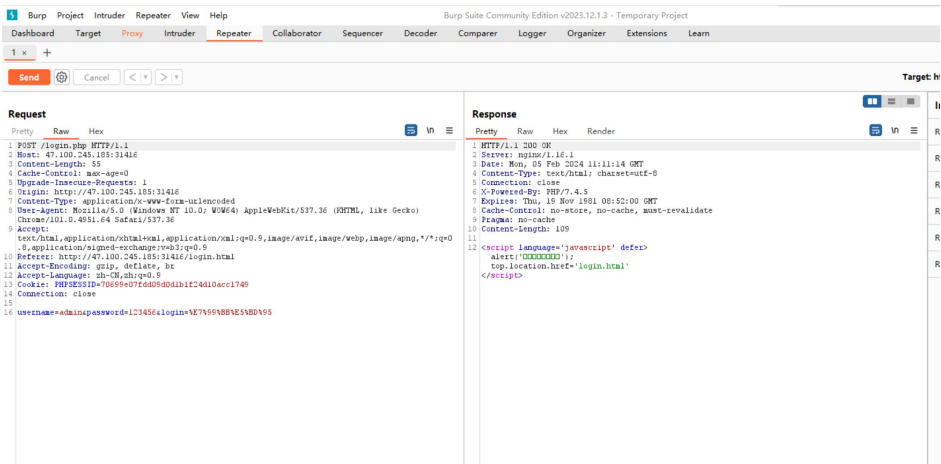 Burp Project Intruder Repeater View Help Burp Suite Community Edition v2023.12.1.3 - Temporary Project
Dashboard Target Proxy Intruder Repeater Collaborator Sequencer Decoder Comparer Logger Organizer Extensions Learn
1 × +
Send Cancel < > Target: ht
Request
Pretty Raw Hex \n
1 POST /login.php HTTP/1.1
2 Host: 47.100.245.185:31416
3 Content-Length: 55
4 Cache-Control: max-age=0
5 Upgrade-Insecure-Requests: 1
6 Origin: http://47.100.245.185:31416
7 Content-Type: application/x-www-form-urlencoded
8 User-Agent: Mozilla/5.0 (Windows NT 10.0; WOW64) AppleWebKit/537.36 (KHTML, like Gecko)
Chrome/101.0.4951.64 Safari/537.36
9 Accept:
text/html,application/xhtml+xml,application/xml;q=0.9,image/avif,image/webp,image/apng,*/*;q=0
.8,application/signed-exchange;v=b3;q=0.9
10 Referer: http://47.100.245.185:31416/login.html
11 Accept-Encoding: gzip, deflate, br
12 Accept-Language: zh-CN,zh;q=0.9
13 Cookie: PHPSESSID=70699e07fdd09d0d1b1f24d10acc1749
14 Connection: close
15
16 username=admin&password=123456&login=%E7%99%BB%E5%BD%95
Response
Pretty Raw Hex Render \n
1 HTTP/1.1 200 OK
2 Server: nginx/1.16.1
3 Date: Mon, 05 Feb 2024 11:11:14 GMT
4 Content-Type: text/html; charset=utf-8
5 Connection: close
6 X-Powered-By: PHP/7.4.5
7 Expires: Thu, 19 Nov 1981 08:52:00 GMT
8 Cache-Control: no-store, no-cache, must-revalidate
9 Pragma: no-cache
10 Content-Length: 109
11
12 <script language='javascript' defer>
alert('□□□□□□□□');
top.location.href='login.html'
</script>